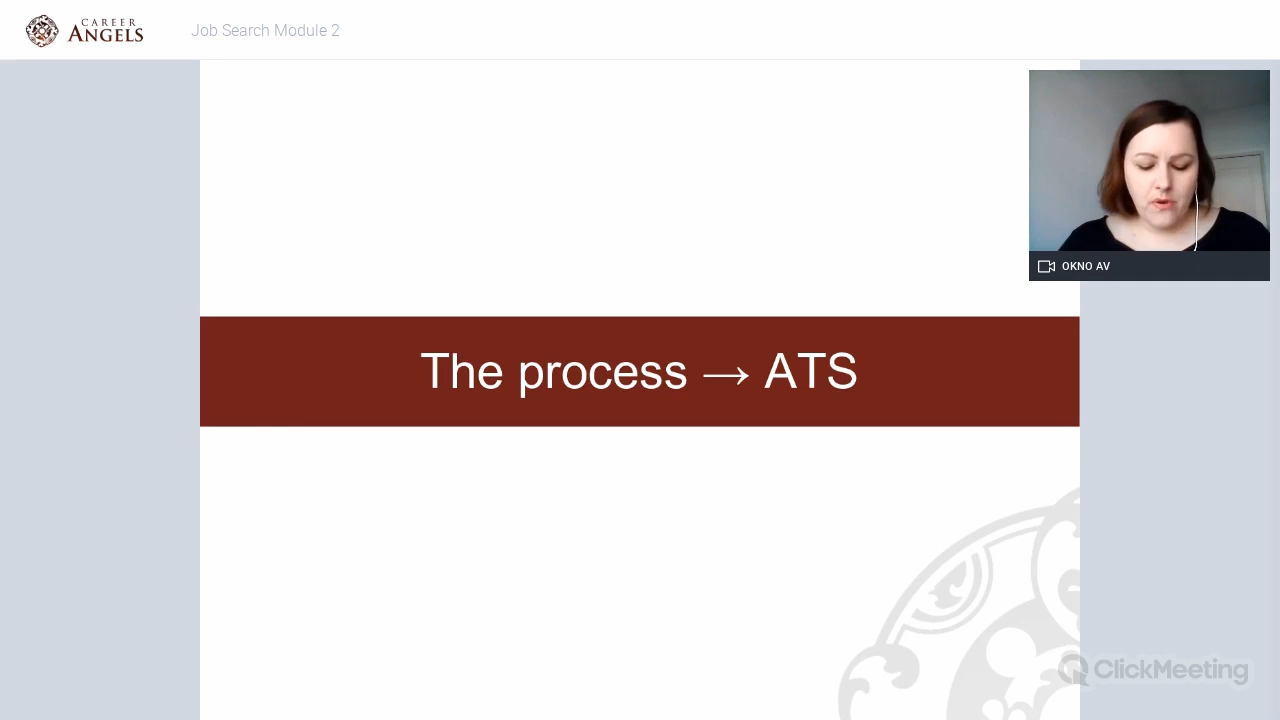 CAREER
ANGELS
Job Search Module 2
OKNO AV
The process → ATS
ClickMeeting